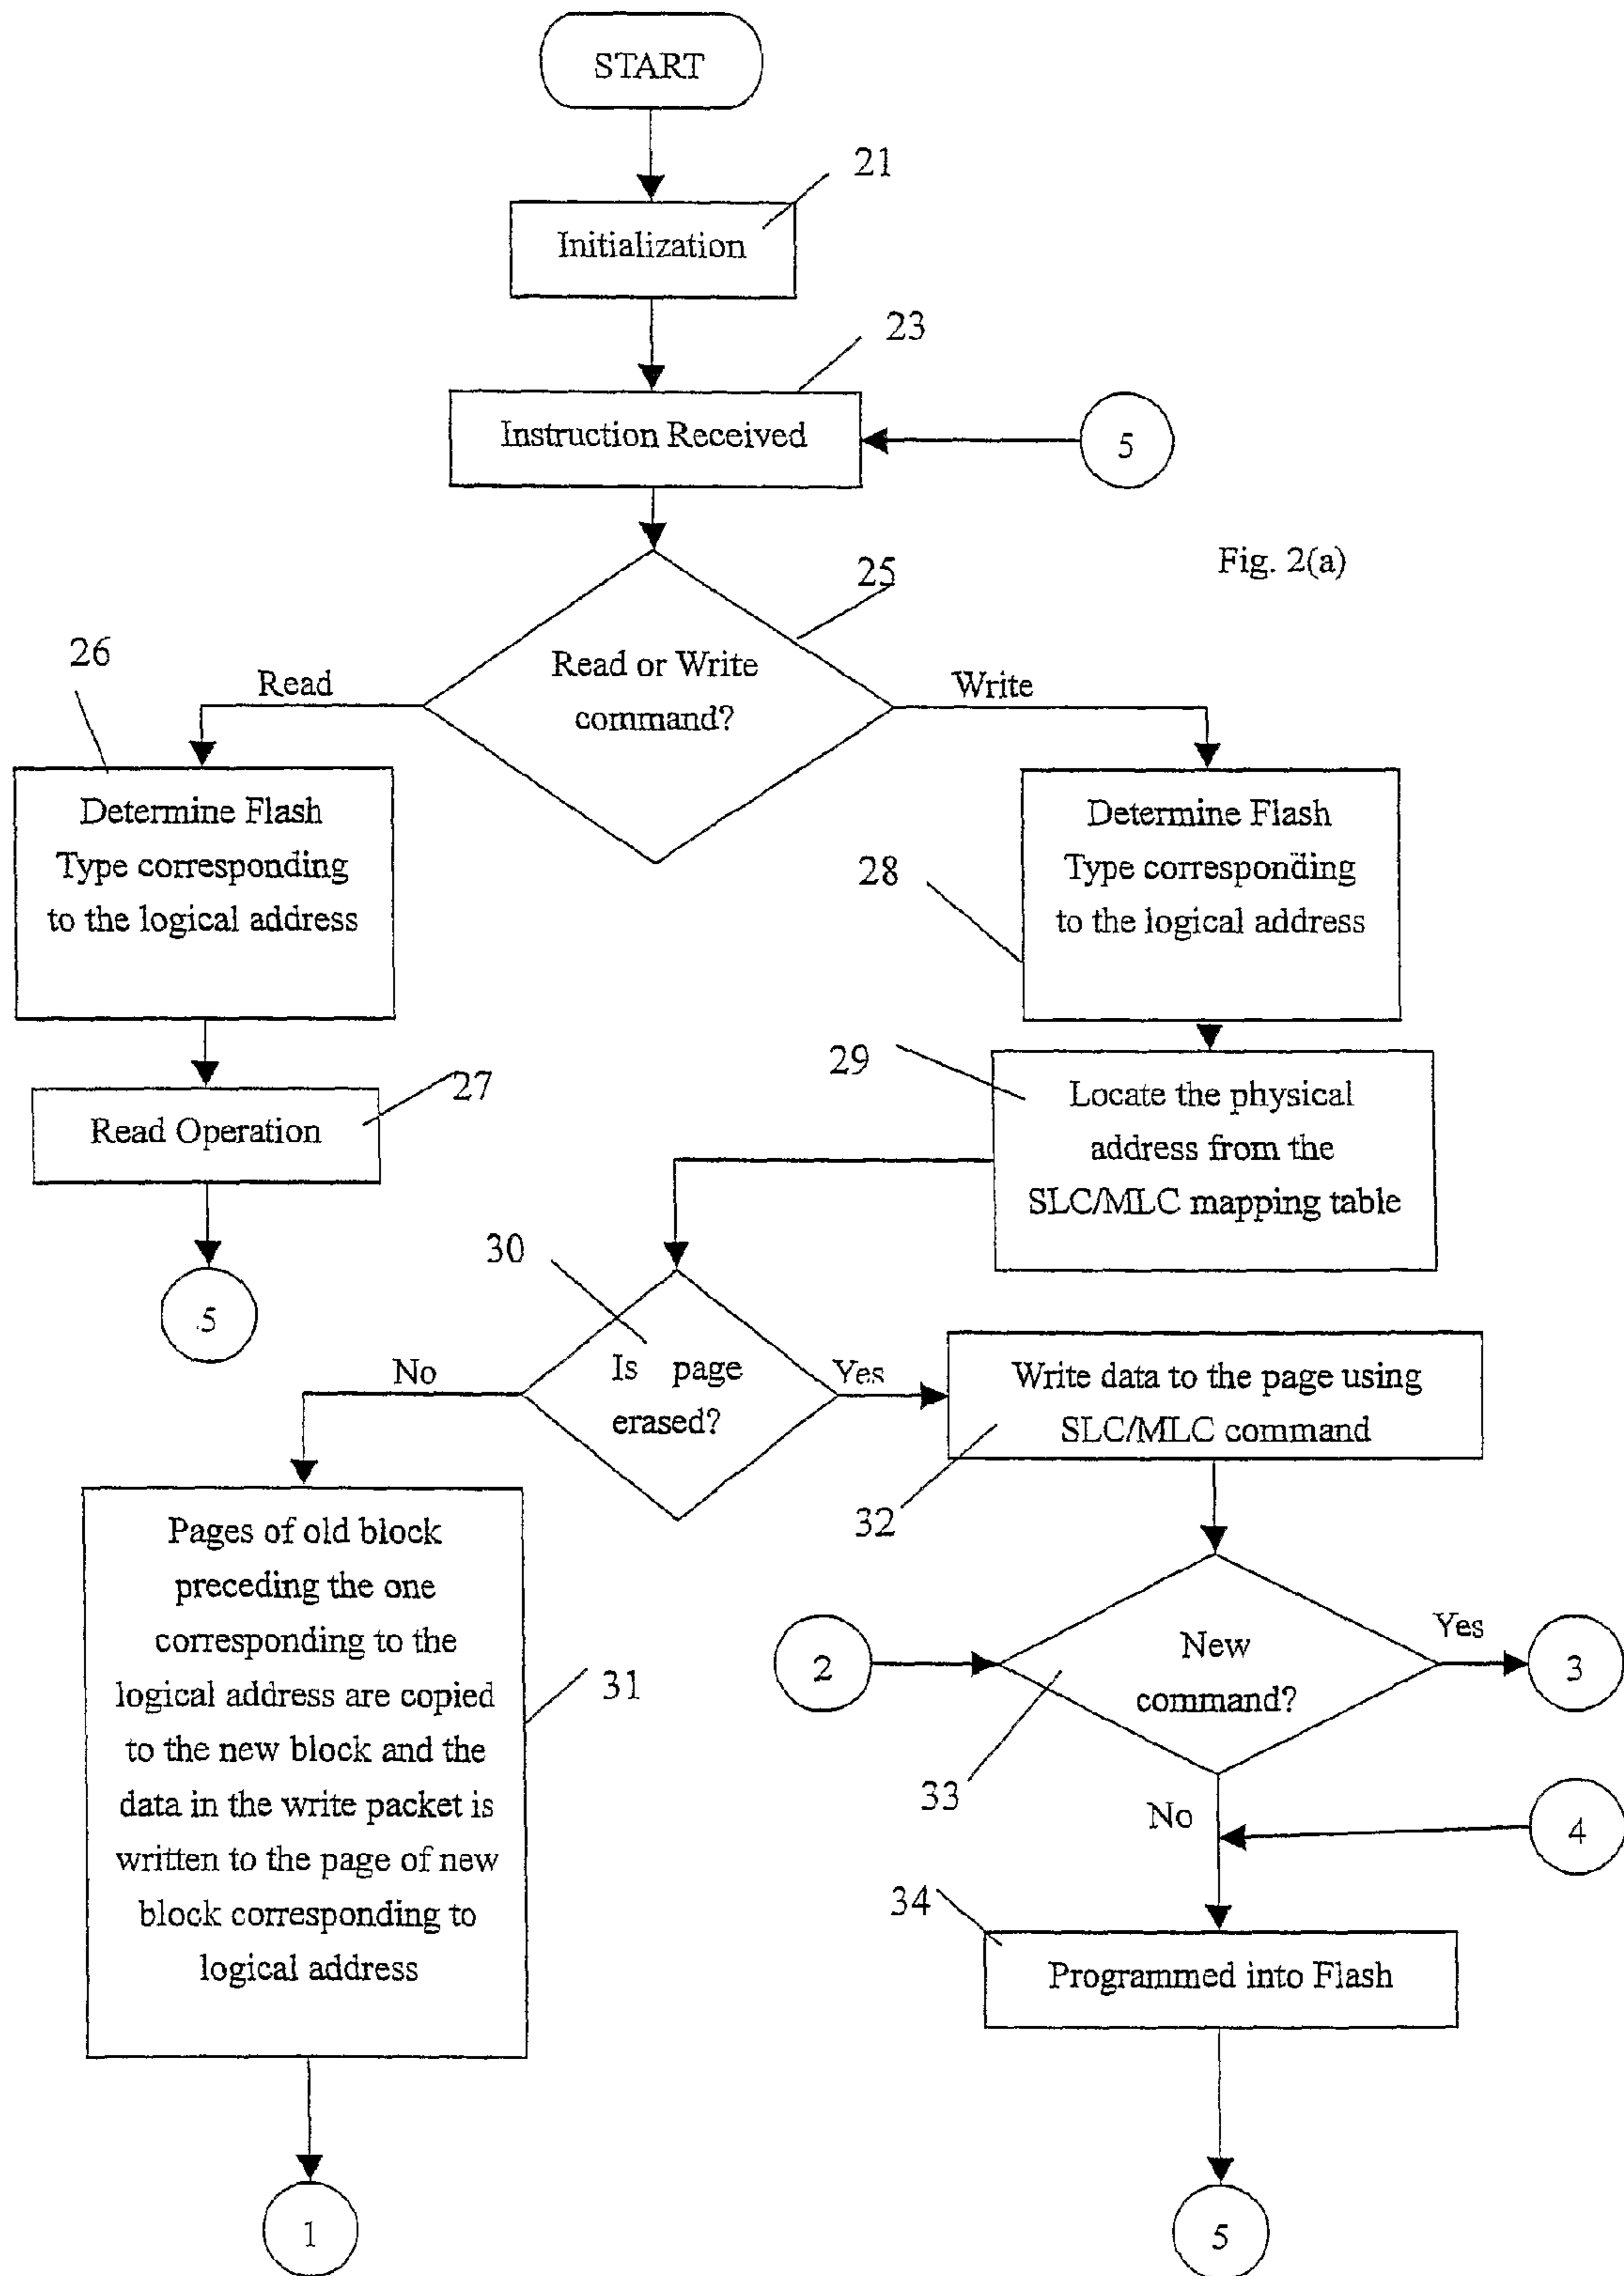 START
21
Initialization
23
Instruction Received
5
Fig. 2(a)
25
Read or Write
command?
Read
Write
26
Determine Flash
Type corresponding
to the logical address
28
Determine Flash
Type corresponding
to the logical address
27
Read Operation
29
Locate the physical
address from the
SLC/MLC mapping table
5
30
Is page
erased?
No
Yes
Write data to the page using
SLC/MLC command
32
Pages of old block
preceding the one
corresponding to the
logical address are copied
to the new block and the
data in the write packet is
written to the page of new
block corresponding to
logical address
31
2
New
command?
Yes
3
33
No
4
34
Programmed into Flash
1
5